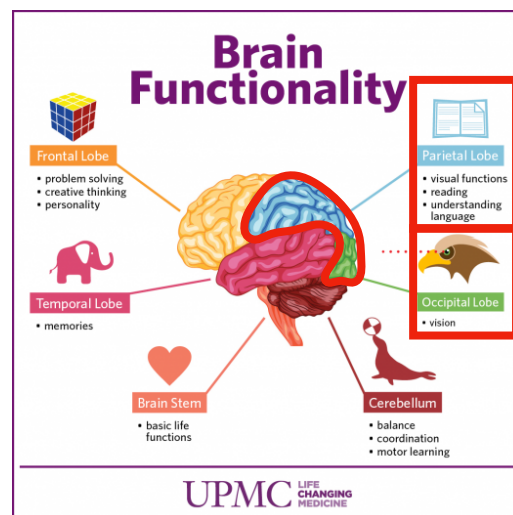 Brain
Functionality
Frontal Lobe
• problem solving
• creative thinking
• personality
Parietal Lobe
• visual functions
• reading
• understanding
language
Temporal Lobe
• memories
Occipital Lobe
• vision
Brain Stem
• basic life
functions
Cerebellum
• balance
• coordination
• motor learning
UPMC
LIFE
CHANGING
MEDICINE